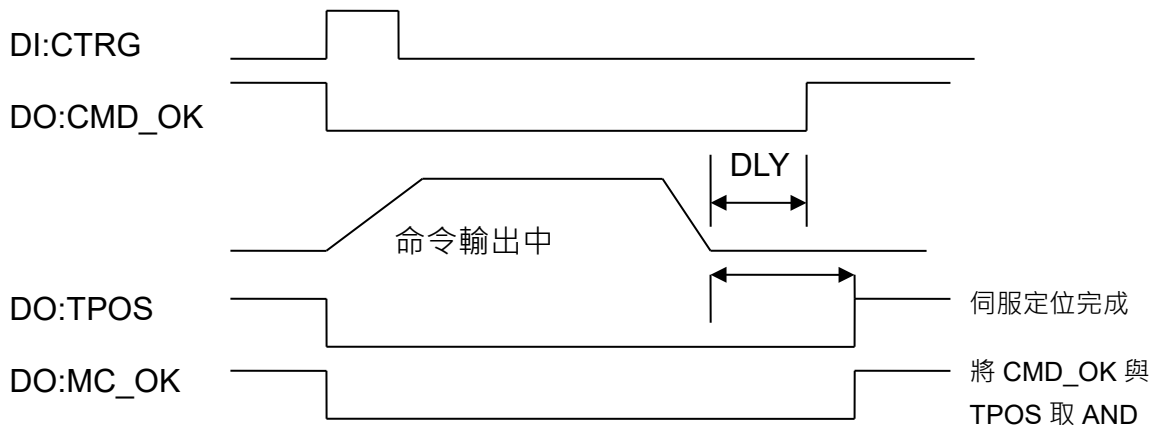 DI:CTRG
DO:CMD_OK
DLY
命令輸出中
DO:TPOS
伺服定位完成
DO:MC_OK
將 CMD_OK 與
TPOS 取 AND